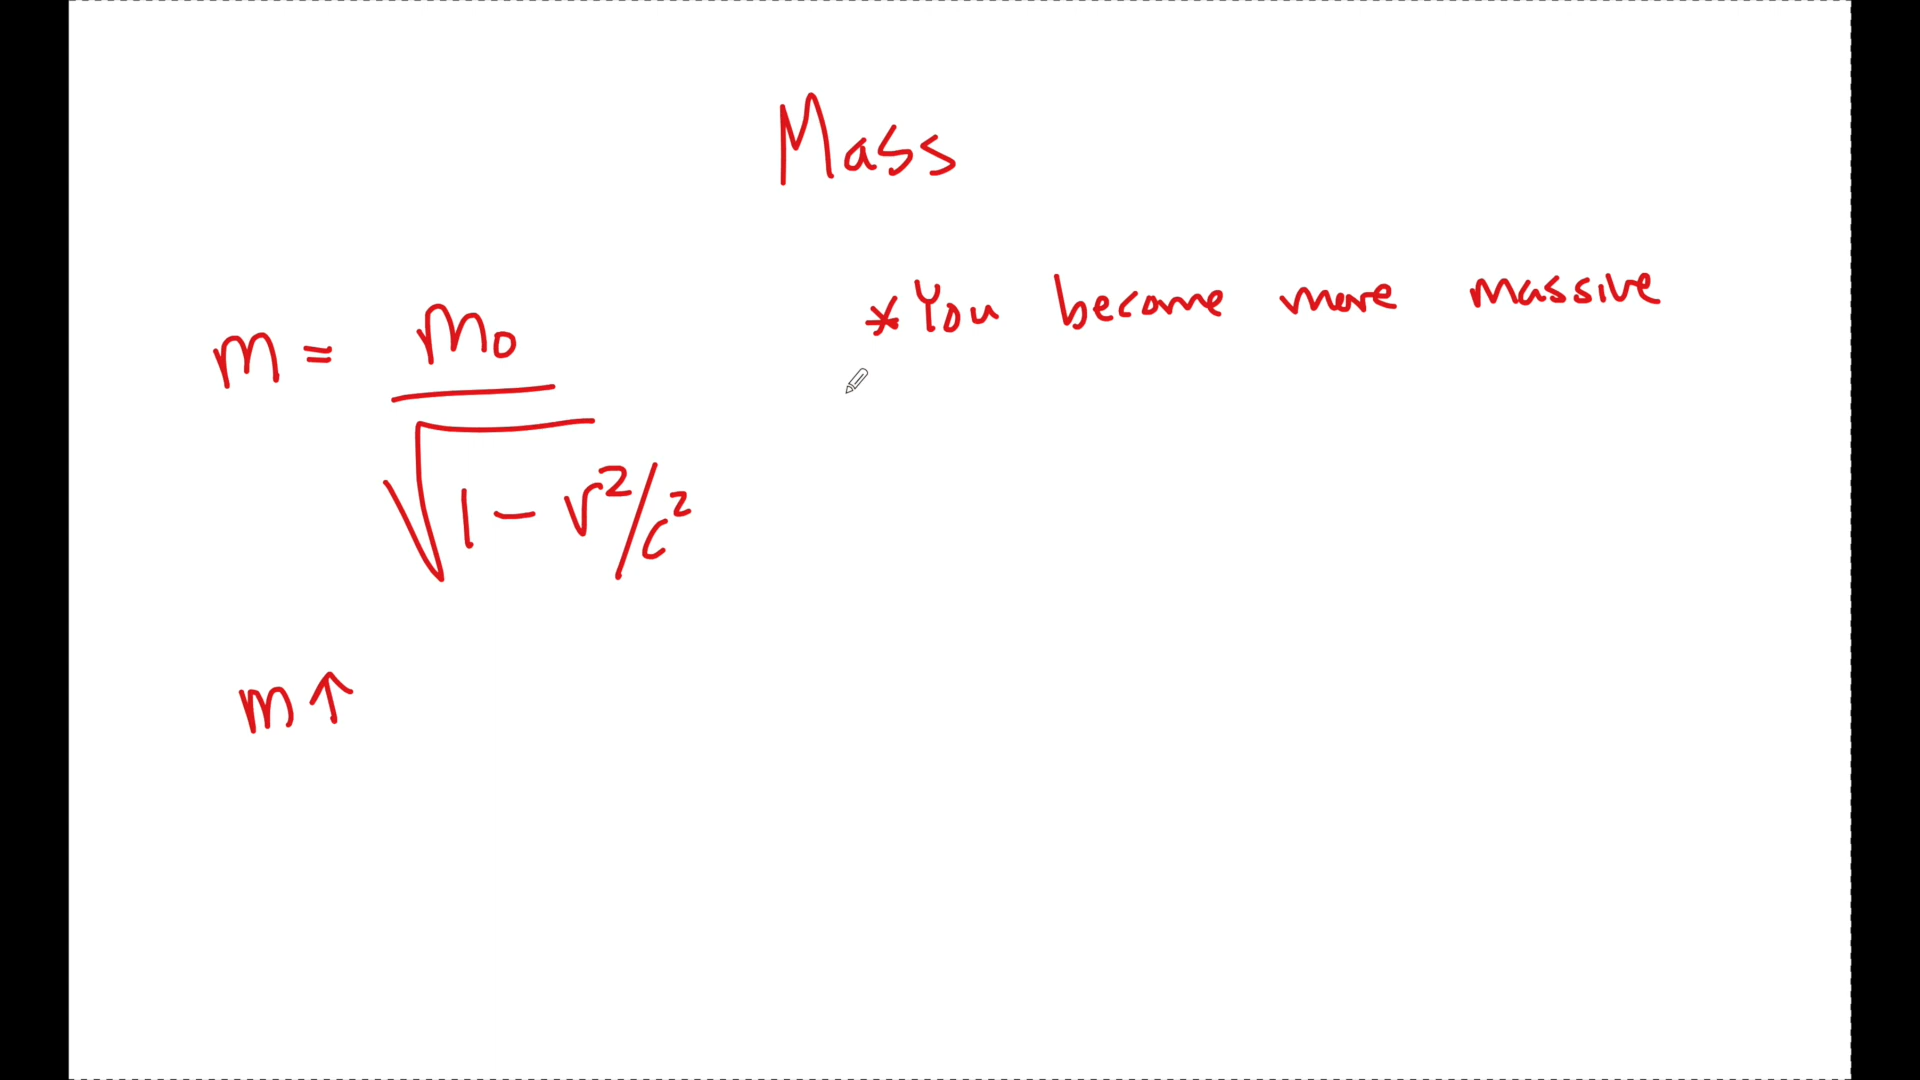 Mass
*You become more massive
m = m₀
√1 - v²/c²
m↑